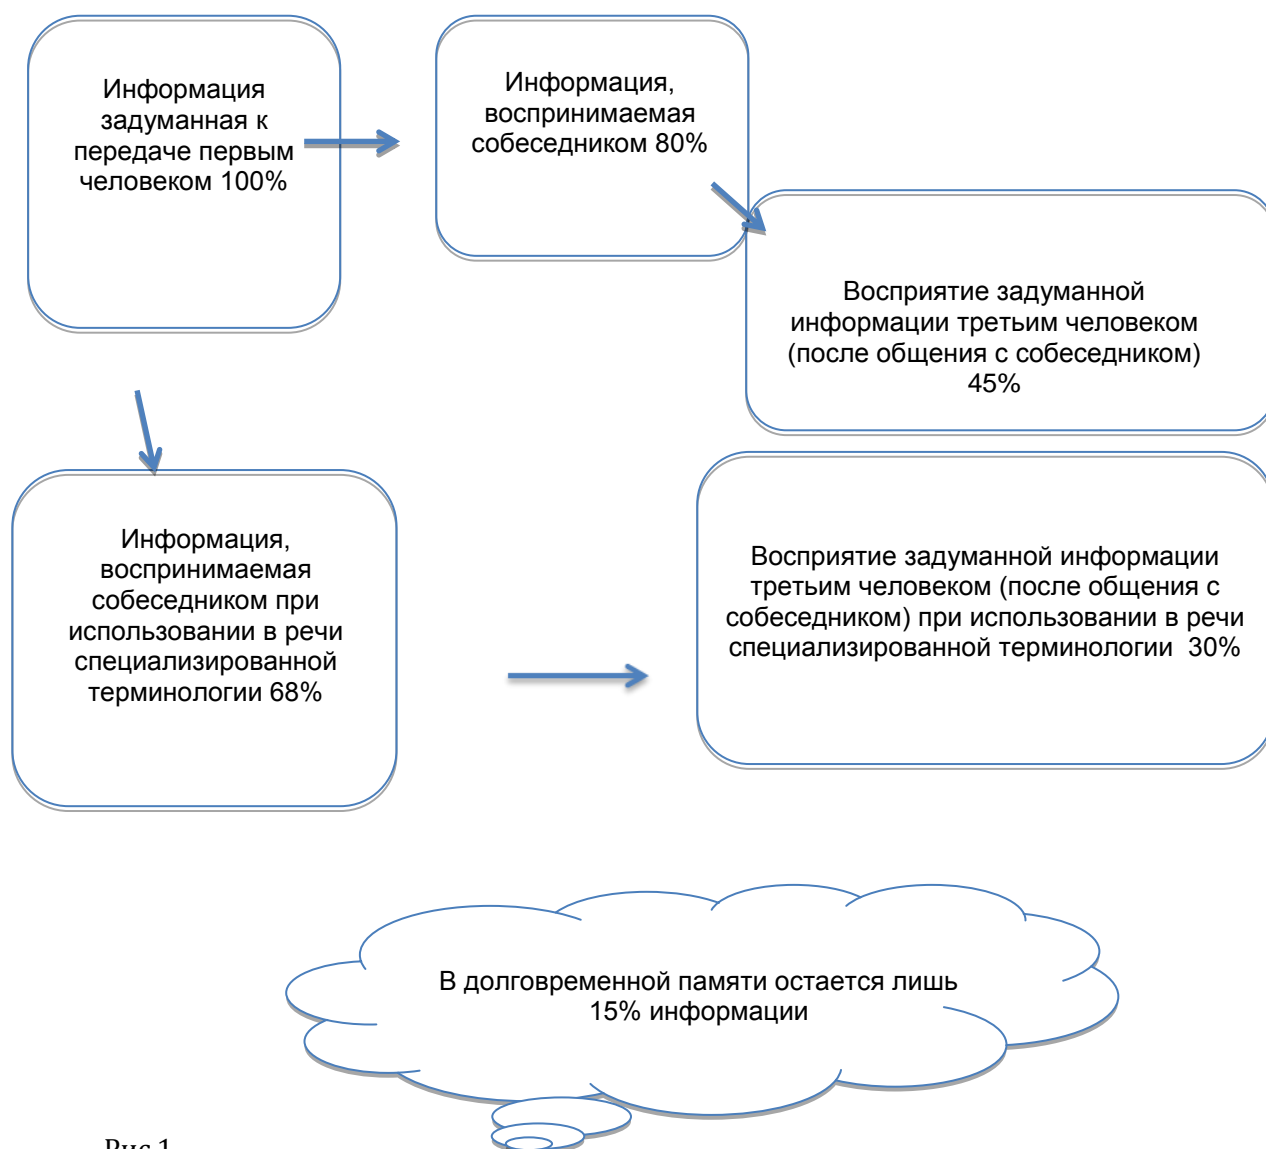 Информация
задуманная к
передаче первым
человеком 100%
Информация,
воспринимаемая
собеседником 80%
Восприятие задуманной
информации третьим человеком
(после общения с собеседником)
45%
Информация,
воспринимаемая
собеседником при
использовании в речи
специализированной
терминологии 68%
Восприятие задуманной информации
третьим человеком (после общения с
собеседником) при использовании в речи
специализированной терминологии 30%
В долговременной памяти остается лишь
15% информации
Рис.1